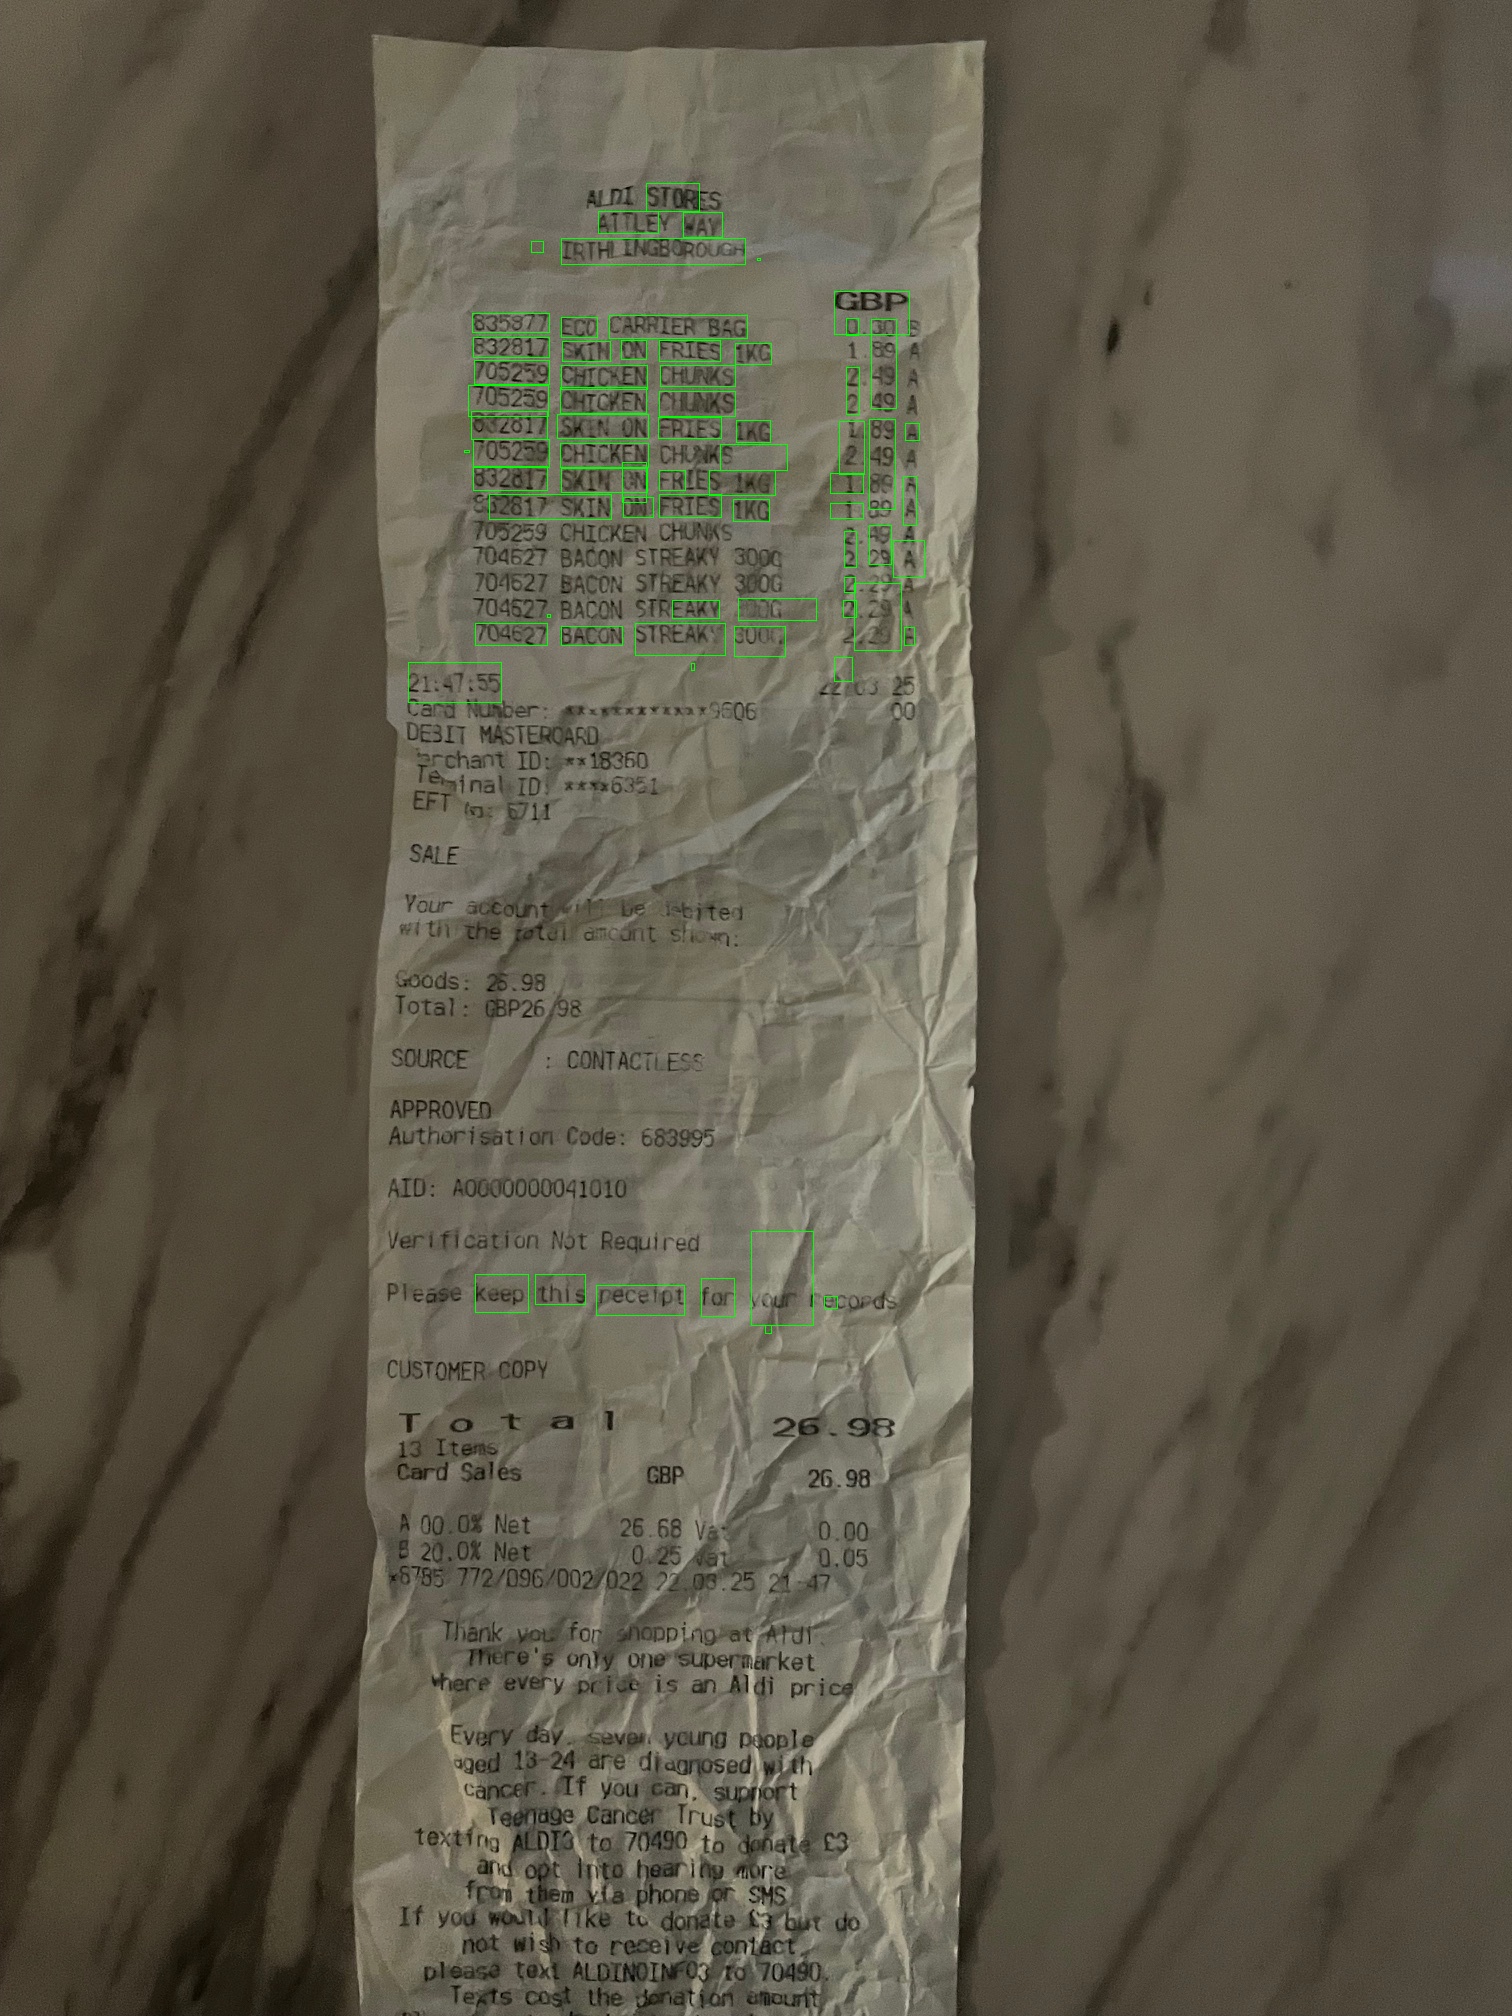 ALDI STORES
ATTLEY WAY
IRTHLINGBOROUGH
GBP
835877 ECO CARRIER BAG 0.30 B
832817 SKIN ON FRIES 1KG 1.89 A
705259 CHICKEN CHUNKS 2.49 A
705259 CHICKEN CHUNKS 2.49 A
832817 SKIN ON FRIES 1KG 1.89 A
705259 CHICKEN CHUNKS 2.49 A
832817 SKIN ON FRIES 1KG 1.89 A
832817 SKIN ON FRIES 1KG 1.89 A
705259 CHICKEN CHUNKS 2.49 A
704627 BACON STREAKY 300G 2.29 A
704627 BACON STREAKY 300G 2.29 A
704627 BACON STREAKY 300G 2.29 A
704627 BACON STREAKY 300G 2.29 A
21:47:55 22 03 25
Card Number: ************9606 00
DEBIT MASTERCARD
Merchant ID: **18360
Terminal ID: ****6351
EFT 6711
SALE
Your account will be debited
with the total amount shown:
Goods: 26.98
Total: GBP26.98
SOURCE : CONTACTLESS
APPROVED
Authorisation Code: 683995
AID: A0000000041010
Verification Not Required
Please keep this receipt for your records
CUSTOMER COPY
Total 26.98
13 Items
Card Sales GBP 26.98
A 00.0% Net 26.68 Vat 0.00
B 20.0% Net 0.25 Vat 0.05
*6785 772/096/002/022 22.03.25 21:47
Thank you for shopping at Aldi.
There's only one supermarket
where every price is an Aldi price
Every day, seven young people
aged 13-24 are diagnosed with
cancer. If you can, support
Teenage Cancer Trust by
texting ALDI3 to 70490 to donate £3
and opt into hearing more
from them via phone or SMS
If you would like to donate £3 but do
not wish to receive contact,
please text ALDINOINFO3 to 70490.
Texts cost the donation amount